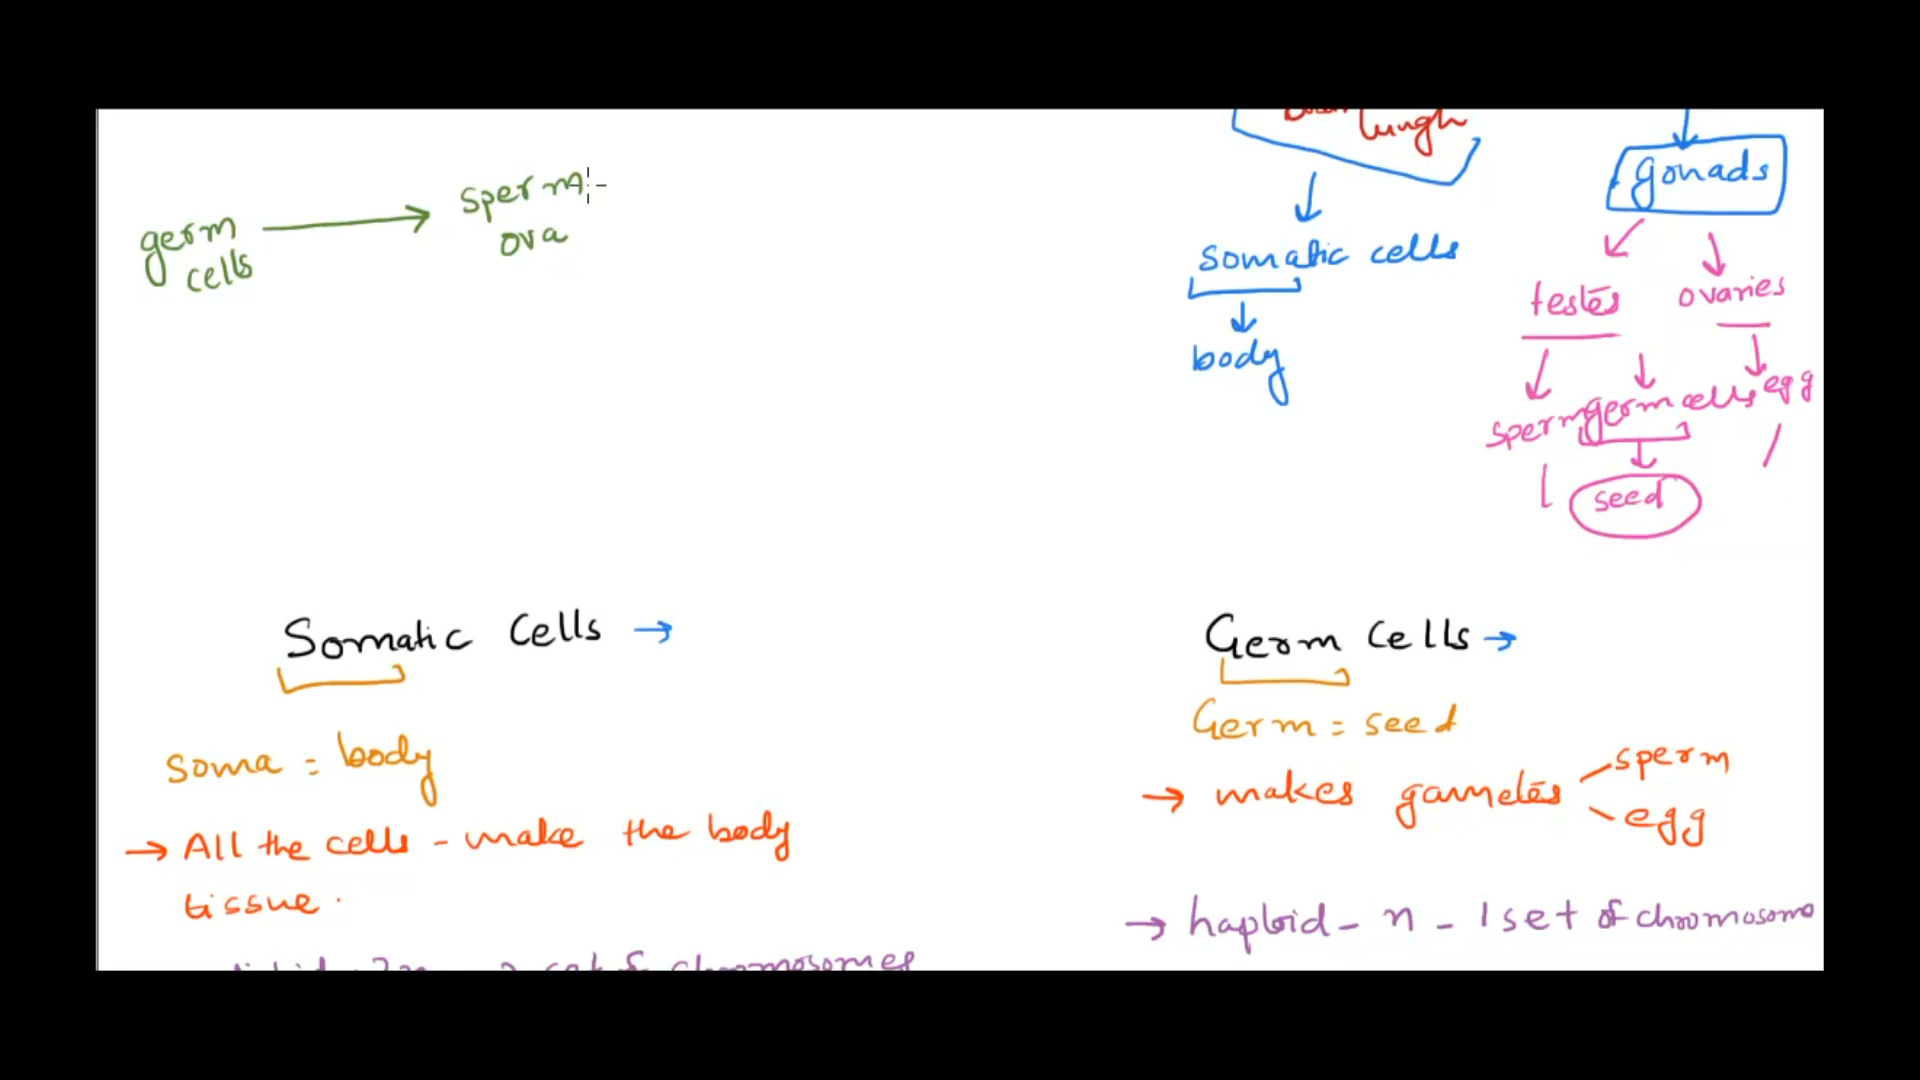 lungh
gonads
sperm
germ
cells
ova
somatic cells
body
testes
ovaries
sperm
germ cells
egg
seed
Somatic Cells →
Germ Cells →
Soma = body
Germ = seed
→ All the cells - make the body
tissue.
→ makes gametes
sperm
egg
→ haploid - n - 1 set of chromosome
chromosomes